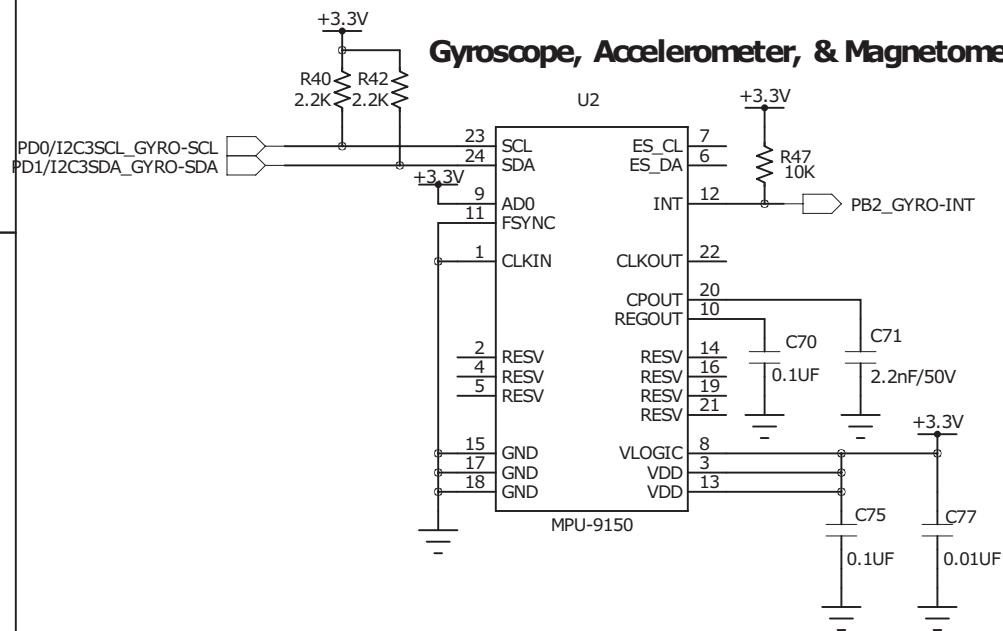 +3.3V
Gyroscope, Accelerometer, & Magnetome
R40 R42
2.2K 2.2K
U2
+3.3V
PD0/I2C3SCL_GYRO-SCL
23 SCL
ES_CL 7
PD1/I2C3SDA_GYRO-SDA
24 SDA
ES_DA 6
R47
10K
+3.3V
9 AD0
INT 12
PB2_GYRO-INT
11 FSYNC
1 CLKIN
CLKOUT 22
CPOUT 20
REGOUT 10
C70
0.1UF
C71
2.2nF/50V
2 RESV
RESV 14
4 RESV
RESV 16
5 RESV
RESV 19
RESV 21
+3.3V
15 GND
VLOGIC 8
17 GND
VDD 3
18 GND
VDD 13
MPU-9150
C75
0.1UF
C77
0.01UF